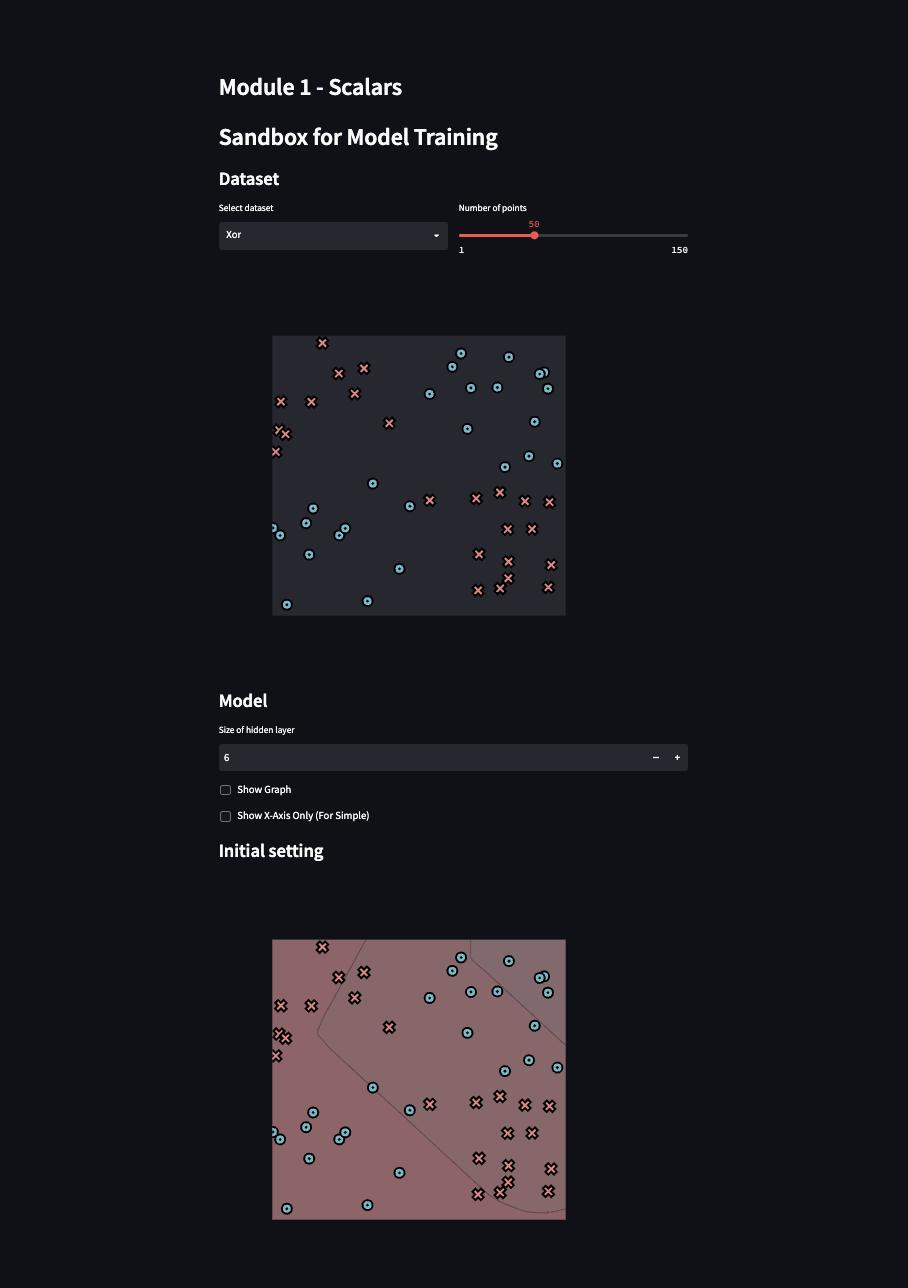 Module 1 - Scalars
Sandbox for Model Training
Dataset
Select dataset
Number of points
Xor
50
1
150
Model
Size of hidden layer
6
Show Graph
Show X-Axis Only (For Simple)
Initial setting